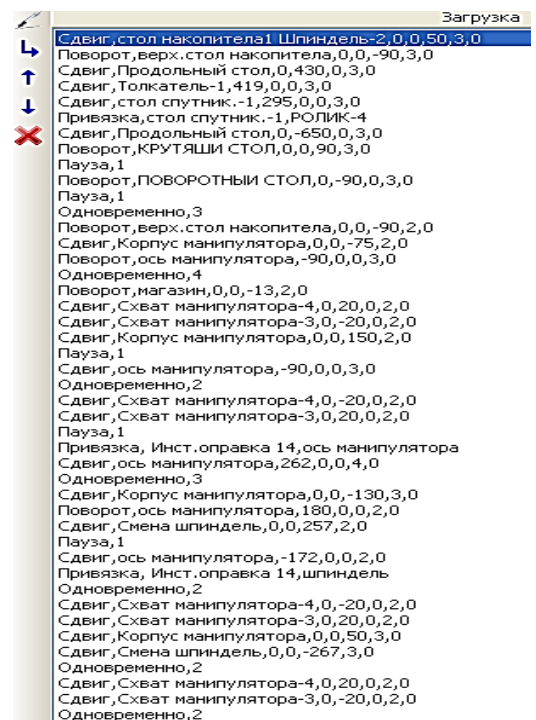 Загрузка
Сдвиг,стол накопителя1 Шпиндель-2,0,0,50,3,0
Поворот,верх.стол накопителя,0,0,-90,3,0
Сдвиг,Продольный стол,0,430,0,3,0
Сдвиг,Толкатель-1,419,0,0,3,0
Сдвиг,стол спутник.-1,295,0,0,3,0
Привязка,стол спутник.-1,РОЛИК-4
Сдвиг,Продольный стол,0,-650,0,3,0
Поворот,КРУТЯШИ СТОЛ,0,0,90,3,0
Пауза,1
Поворот,ПОВОРОТНЫИ СТОЛ,0,-90,0,3,0
Пауза,1
Одновременно,3
Поворот,верх.стол накопителя,0,0,-90,2,0
Сдвиг,Корпус манипулятора,0,0,-75,2,0
Поворот,ось манипулятора,-90,0,0,3,0
Одновременно,4
Поворот,магазин,0,0,-13,2,0
Сдвиг,Схват манипулятора-4,0,20,0,2,0
Сдвиг,Схват манипулятора-3,0,-20,0,2,0
Сдвиг,Корпус манипулятора,0,0,150,2,0
Пауза,1
Сдвиг,ось манипулятора,-90,0,0,3,0
Одновременно,2
Сдвиг,Схват манипулятора-4,0,-20,0,2,0
Сдвиг,Схват манипулятора-3,0,20,0,2,0
Пауза,1
Привязка, Инст.оправка 14,ось манипулятора
Сдвиг,ось манипулятора,262,0,0,4,0
Одновременно,3
Сдвиг,Корпус манипулятора,0,0,-130,3,0
Поворот,ось манипулятора,180,0,0,2,0
Сдвиг,Смена шпиндель,0,0,257,2,0
Пауза,1
Сдвиг,ось манипулятора,-172,0,0,2,0
Привязка, Инст.оправка 14,шпиндель
Одновременно,2
Сдвиг,Схват манипулятора-4,0,-20,0,2,0
Сдвиг,Схват манипулятора-3,0,20,0,2,0
Сдвиг,Корпус манипулятора,0,0,50,3,0
Сдвиг,Смена шпиндель,0,0,-267,3,0
Одновременно,2
Сдвиг,Схват манипулятора-4,0,20,0,2,0
Сдвиг,Схват манипулятора-3,0,-20,0,2,0
Одновременно,2